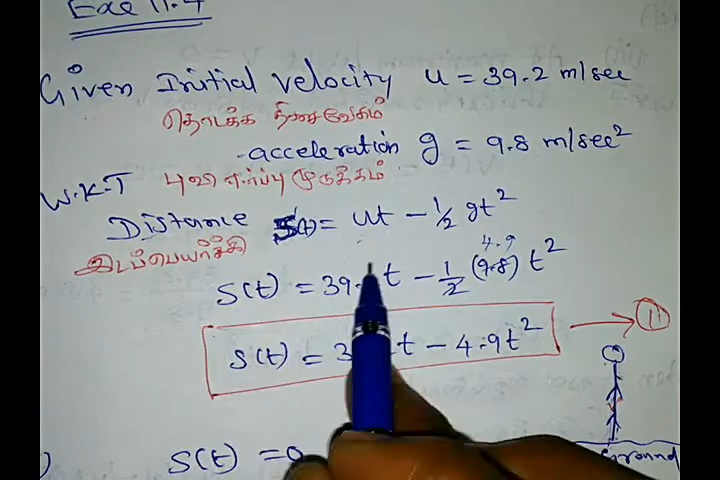 Exe 11.4
Given Initial velocity u = 39.2 m/sec
தொடக்க திசைவேகம்
acceleration g = 9.8 m/sec²
W.K.T புவி ஈர்ப்பு முடுக்கம்
Distance S(t) = ut - 1/2 gt²
இடப்பெயர்ச்சி
4.9
S(t) = 39. t - 1/2 (9.8) t²
S(t) = 3 t - 4.9t² → 11
S(t) = 0
Ground